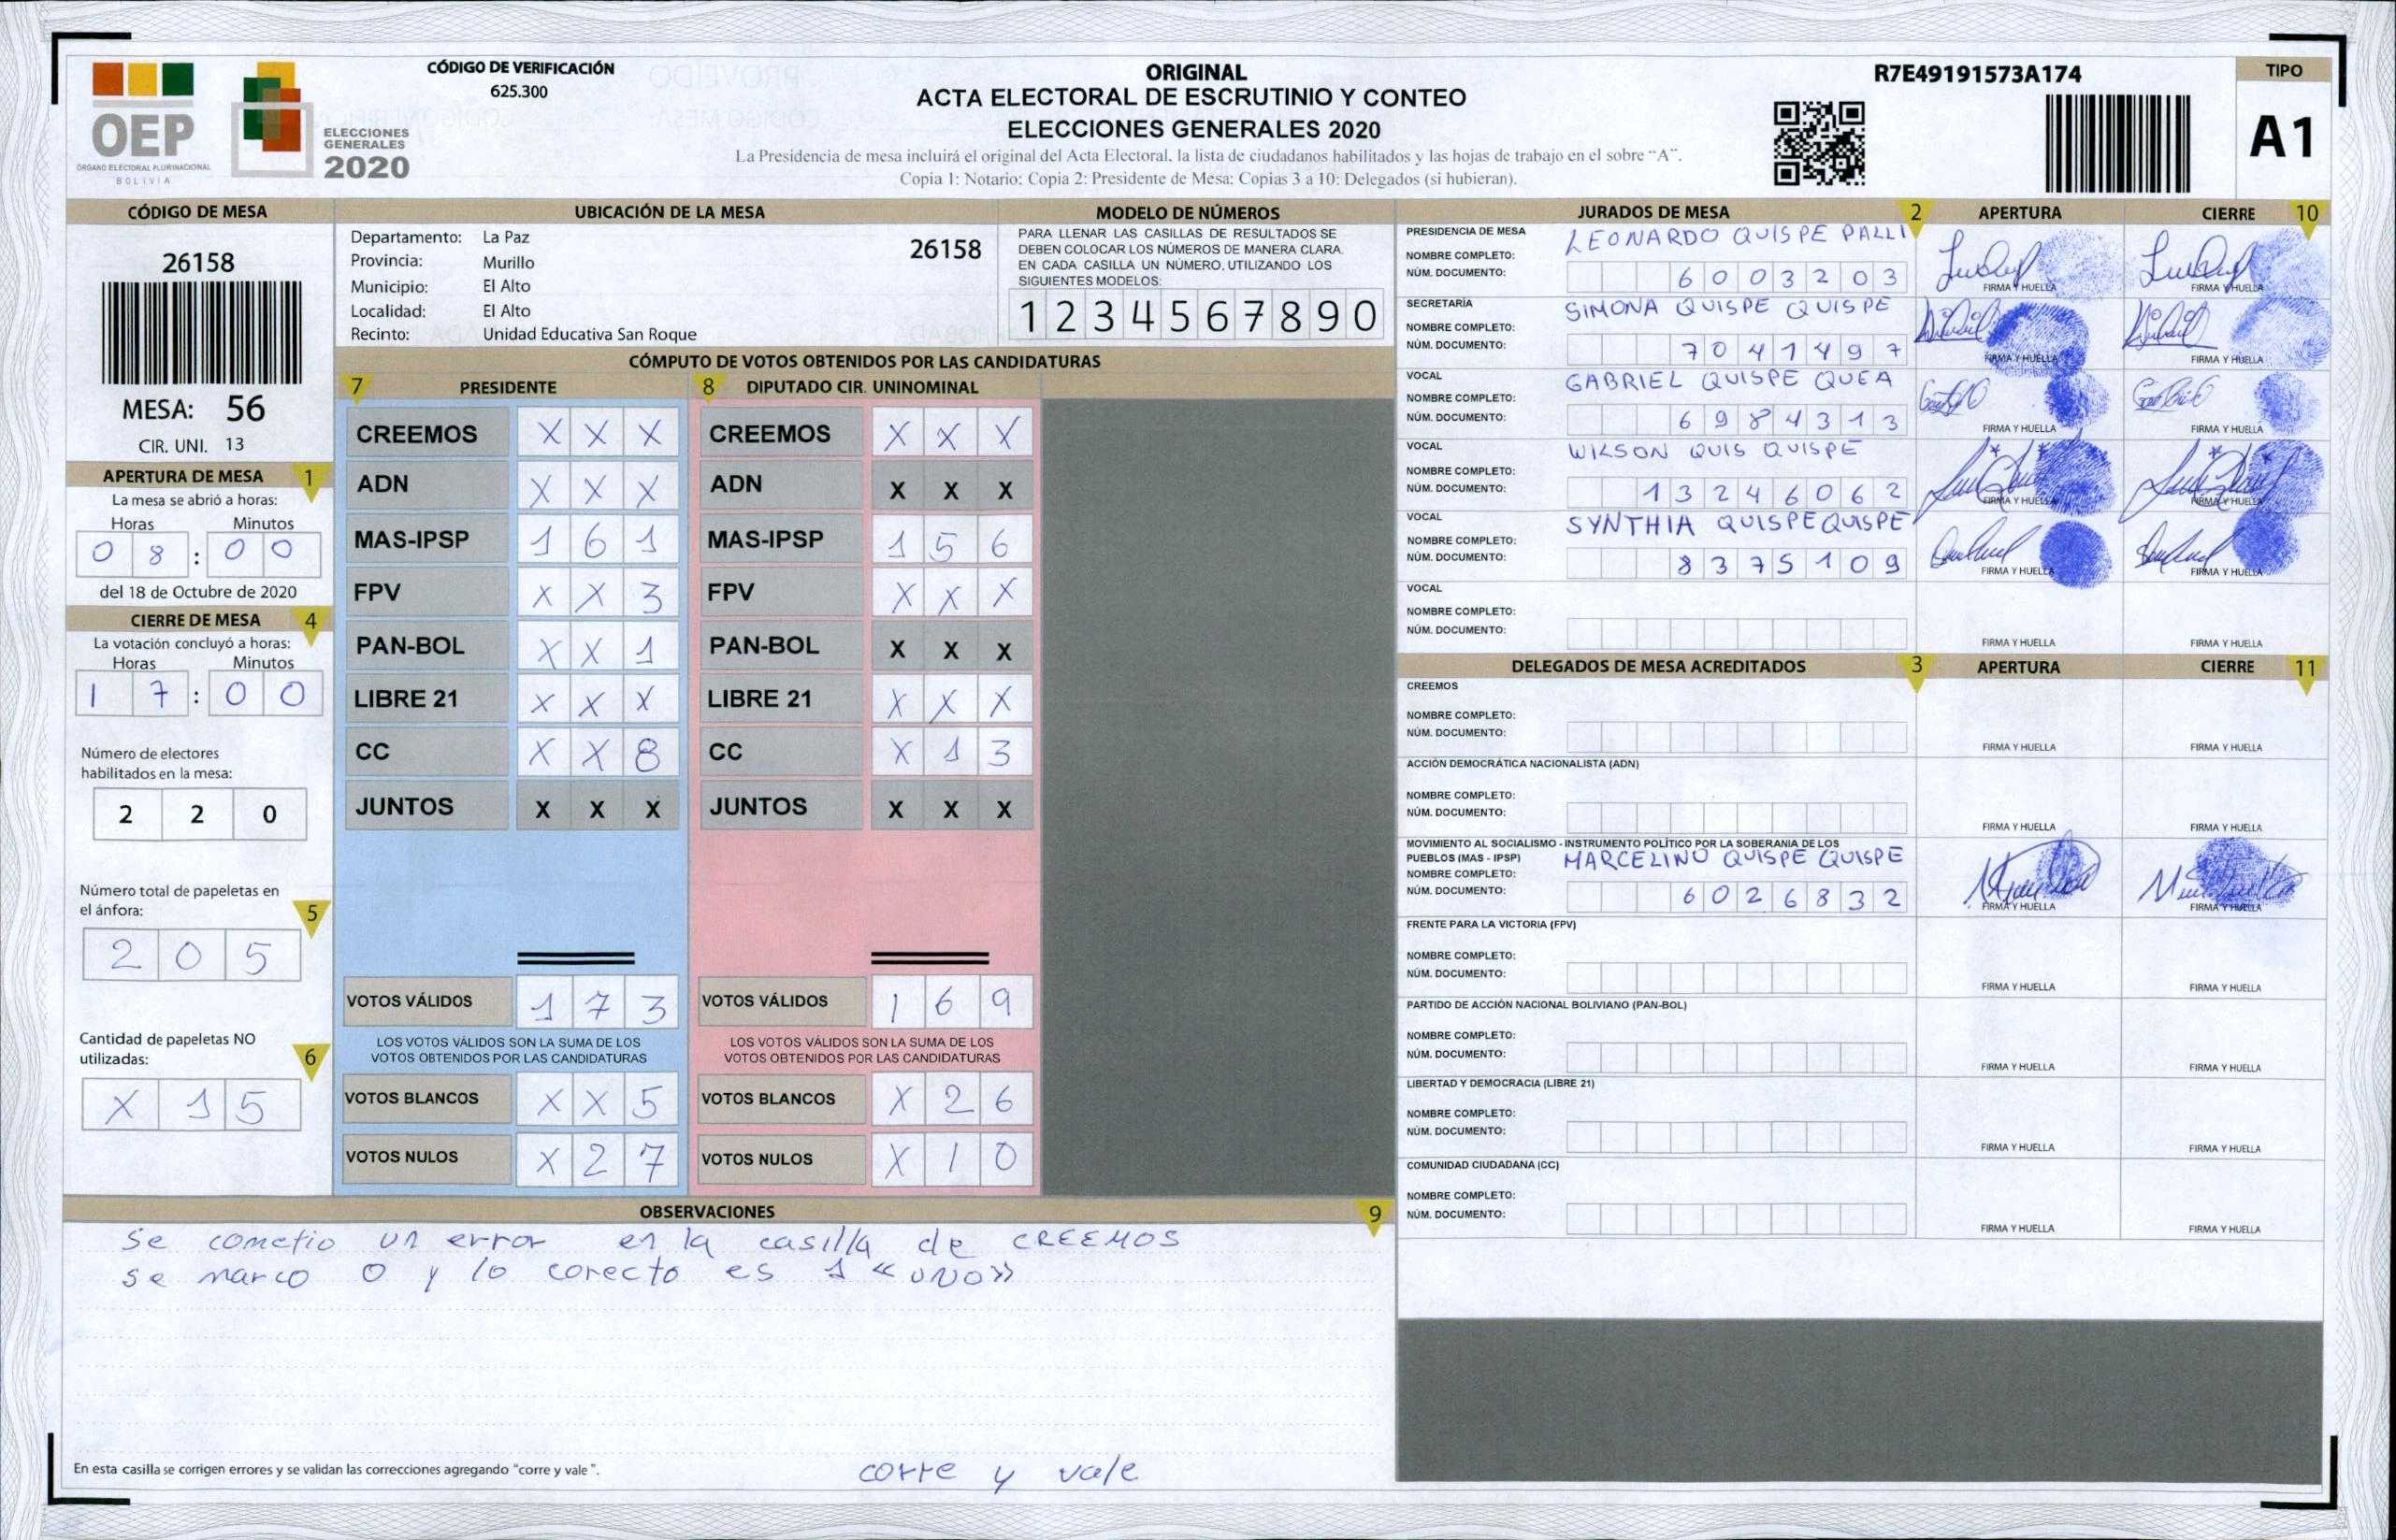 CÓDIGO DE VERIFICACIÓN
625.300
OEP
ÓRGANO ELECTORAL PLURINACIONAL
BOLIVIA
ELECCIONES
GENERALES
2020
ORIGINAL
ACTA ELECTORAL DE ESCRUTINIO Y CONTEO
ELECCIONES GENERALES 2020
La Presidencia de mesa incluirá el original del Acta Electoral, la lista de ciudadanos habilitados y las hojas de trabajo en el sobre "A".
Copia 1: Notario: Copia 2: Presidente de Mesa: Copias 3 a 10: Delegados (si hubieran).
R7E49191573A174
TIPO
A1
CÓDIGO DE MESA
26158
MESA: 56
CIR. UNI. 13
APERTURA DE MESA 1
La mesa se abrió a horas:
Horas Minutos
0 8 : 0 0
del 18 de Octubre de 2020
CIERRE DE MESA 4
La votación concluyó a horas:
Horas Minutos
1 7 : 0 0
Número de electores
habilitados en la mesa:
2 2 0
Número total de papeletas en
el ánfora: 5
2 0 5
Cantidad de papeletas NO
utilizadas: 6
X 1 5
UBICACIÓN DE LA MESA
Departamento: La Paz 26158
Provincia: Murillo
Municipio: El Alto
Localidad: El Alto
Recinto: Unidad Educativa San Roque
MODELO DE NÚMEROS
PARA LLENAR LAS CASILLAS DE RESULTADOS SE
DEBEN COLOCAR LOS NÚMEROS DE MANERA CLARA.
EN CADA CASILLA UN NÚMERO, UTILIZANDO LOS
SIGUIENTES MODELOS:
1 2 3 4 5 6 7 8 9 0
CÓMPUTO DE VOTOS OBTENIDOS POR LAS CANDIDATURAS
7 PRESIDENTE
CREEMOS X X X
ADN X X X
MAS-IPSP 1 6 1
FPV X X 3
PAN-BOL X X 1
LIBRE 21 X X X
CC X X 8
JUNTOS X X X
VOTOS VÁLIDOS 1 7 3
LOS VOTOS VÁLIDOS SON LA SUMA DE LOS
VOTOS OBTENIDOS POR LAS CANDIDATURAS
VOTOS BLANCOS X X 5
VOTOS NULOS X 2 7
8 DIPUTADO CIR. UNINOMINAL
CREEMOS X X X
ADN X X X
MAS-IPSP 1 5 6
FPV X X X
PAN-BOL X X X
LIBRE 21 X X X
CC X 1 3
JUNTOS X X X
VOTOS VÁLIDOS 1 6 9
LOS VOTOS VÁLIDOS SON LA SUMA DE LOS
VOTOS OBTENIDOS POR LAS CANDIDATURAS
VOTOS BLANCOS X 2 6
VOTOS NULOS X 1 0
OBSERVACIONES 9
Se cometio un error en la casilla de CREEMOS
se marco 0 y lo corecto es 1 «UNO»
En esta casilla se corrigen errores y se validan las correcciones agregando "corre y vale".
corre y vale
JURADOS DE MESA 2 APERTURA CIERRE 10
PRESIDENCIA DE MESA
NOMBRE COMPLETO: LEONARDO QUISPE PALLI
NÚM. DOCUMENTO: 6 0 0 3 2 0 3
FIRMA Y HUELLA FIRMA Y HUELLA
SECRETARÍA
NOMBRE COMPLETO: SIMONA QUISPE QUISPE
NÚM. DOCUMENTO: 7 0 4 1 4 9 7
FIRMA Y HUELLA FIRMA Y HUELLA
VOCAL
NOMBRE COMPLETO: GABRIEL QUISPE QUEA
NÚM. DOCUMENTO: 6 9 8 4 3 1 3
FIRMA Y HUELLA FIRMA Y HUELLA
VOCAL
NOMBRE COMPLETO: WILSON QUIS QUISPE
NÚM. DOCUMENTO: 1 3 2 4 6 0 6 2
FIRMA Y HUELLA FIRMA Y HUELLA
VOCAL
NOMBRE COMPLETO: SYNTHIA QUISPE QUISPE
NÚM. DOCUMENTO: 8 3 7 5 1 0 9
FIRMA Y HUELLA FIRMA Y HUELLA
VOCAL
NOMBRE COMPLETO:
NÚM. DOCUMENTO:
FIRMA Y HUELLA FIRMA Y HUELLA
DELEGADOS DE MESA ACREDITADOS 3 APERTURA CIERRE 11
CREEMOS
NOMBRE COMPLETO:
NÚM. DOCUMENTO:
FIRMA Y HUELLA FIRMA Y HUELLA
ACCIÓN DEMOCRÁTICA NACIONALISTA (ADN)
NOMBRE COMPLETO:
NÚM. DOCUMENTO:
FIRMA Y HUELLA FIRMA Y HUELLA
MOVIMIENTO AL SOCIALISMO - INSTRUMENTO POLÍTICO POR LA SOBERANIA DE LOS
PUEBLOS (MAS - IPSP)
NOMBRE COMPLETO: MARCELINO QUISPE QUISPE
NÚM. DOCUMENTO: 6 0 2 6 8 3 2
FIRMA Y HUELLA FIRMA Y HUELLA
FRENTE PARA LA VICTORIA (FPV)
NOMBRE COMPLETO:
NÚM. DOCUMENTO:
FIRMA Y HUELLA FIRMA Y HUELLA
PARTIDO DE ACCIÓN NACIONAL BOLIVIANO (PAN-BOL)
NOMBRE COMPLETO:
NÚM. DOCUMENTO:
FIRMA Y HUELLA FIRMA Y HUELLA
LIBERTAD Y DEMOCRACIA (LIBRE 21)
NOMBRE COMPLETO:
NÚM. DOCUMENTO:
FIRMA Y HUELLA FIRMA Y HUELLA
COMUNIDAD CIUDADANA (CC)
NOMBRE COMPLETO:
NÚM. DOCUMENTO:
FIRMA Y HUELLA FIRMA Y HUELLA